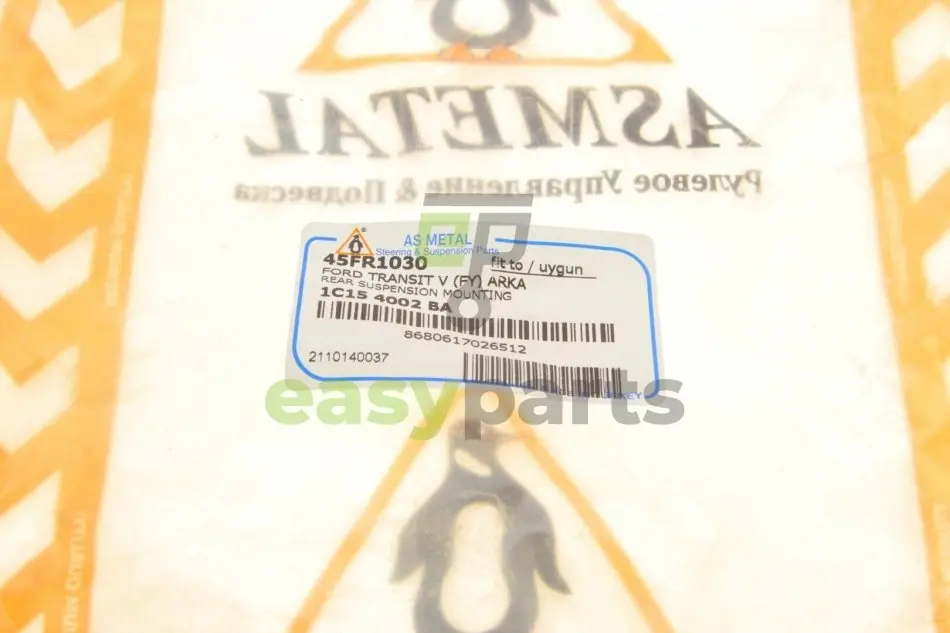 ASMETAL
Рулевое Управление & Подвеска
AS METAL
Steering & Suspension Parts
45FR1030
fit to / uygun
FORD TRANSIT V (FY) ARKA
REAR SUSPENSION MOUNTING
1C15 4002 BA
8680617026512
2110140037
easyparts